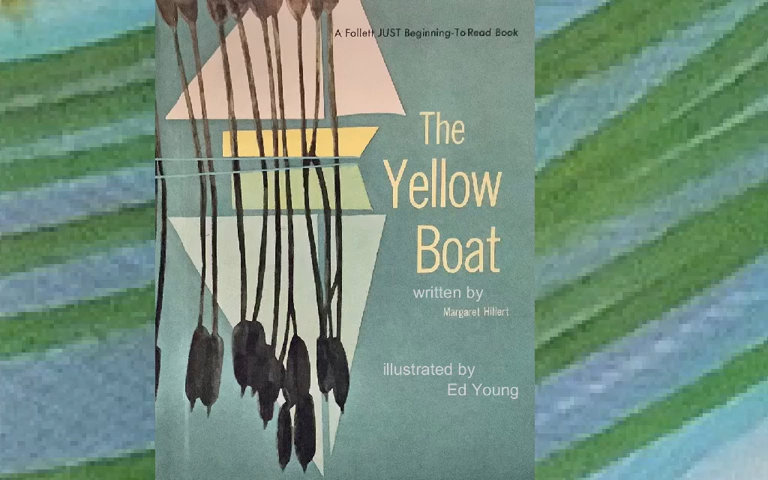 A Follett JUST Beginning-To-Read Book
The
Yellow
Boat
written by
Margaret Hillert
illustrated by
Ed Young